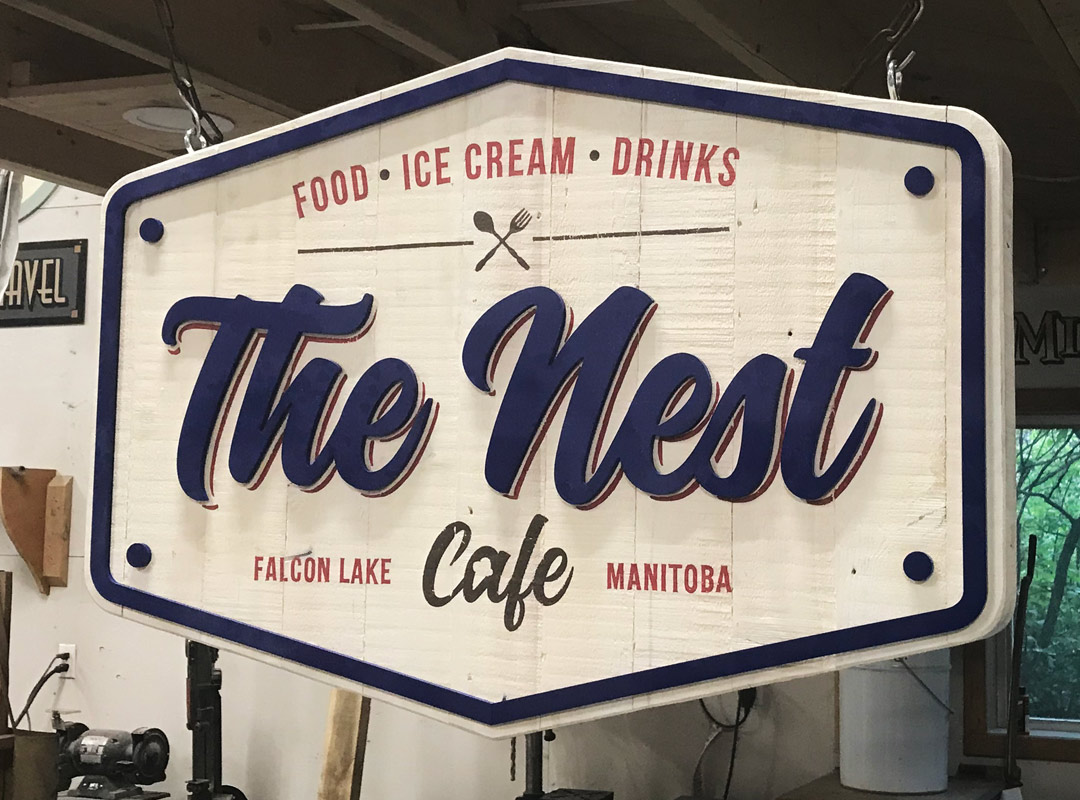 FOOD • ICE CREAM • DRINKS
The Nest
Cafe
FALCON LAKE MANITOBA